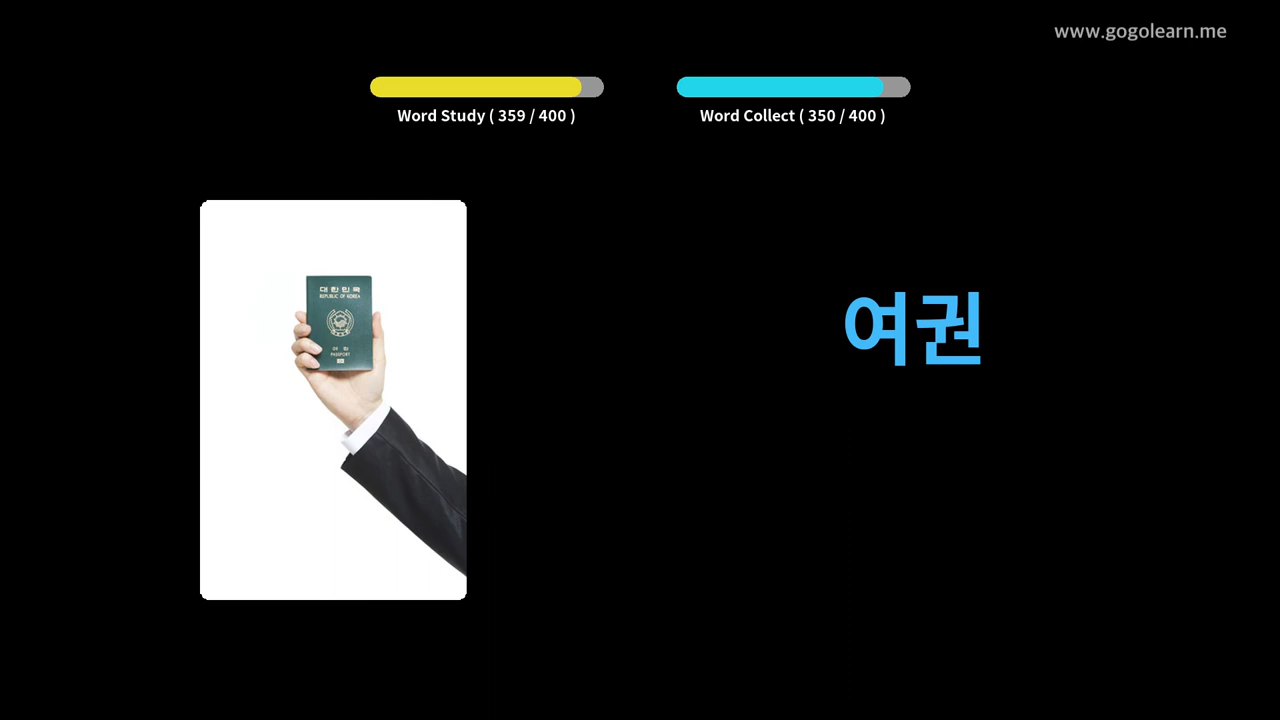 www.gogolearn.me
Word Study ( 359 / 400 )
Word Collect ( 350 / 400 )
대한민국
REPUBLIC OF KOREA
여권
PASSPORT
여권